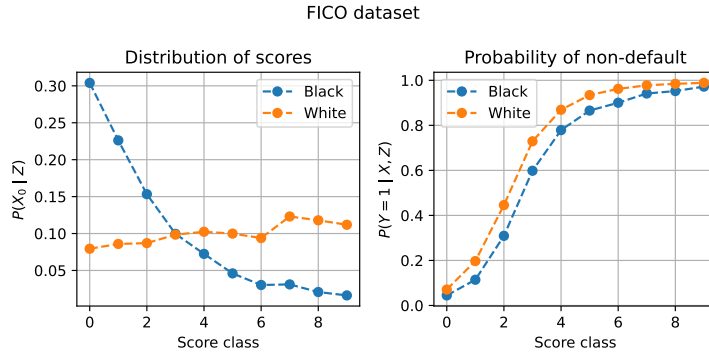 FICO dataset
Distribution of scores
P(X₀ | Z)
0.30
0.25
0.20
0.15
0.10
0.05
0 2 4 6 8
Score class
Black
White
Probability of non-default
P(Y = 1 | X, Z)
1.0
0.8
0.6
0.4
0.2
0.0
0 2 4 6 8
Score class
Black
White